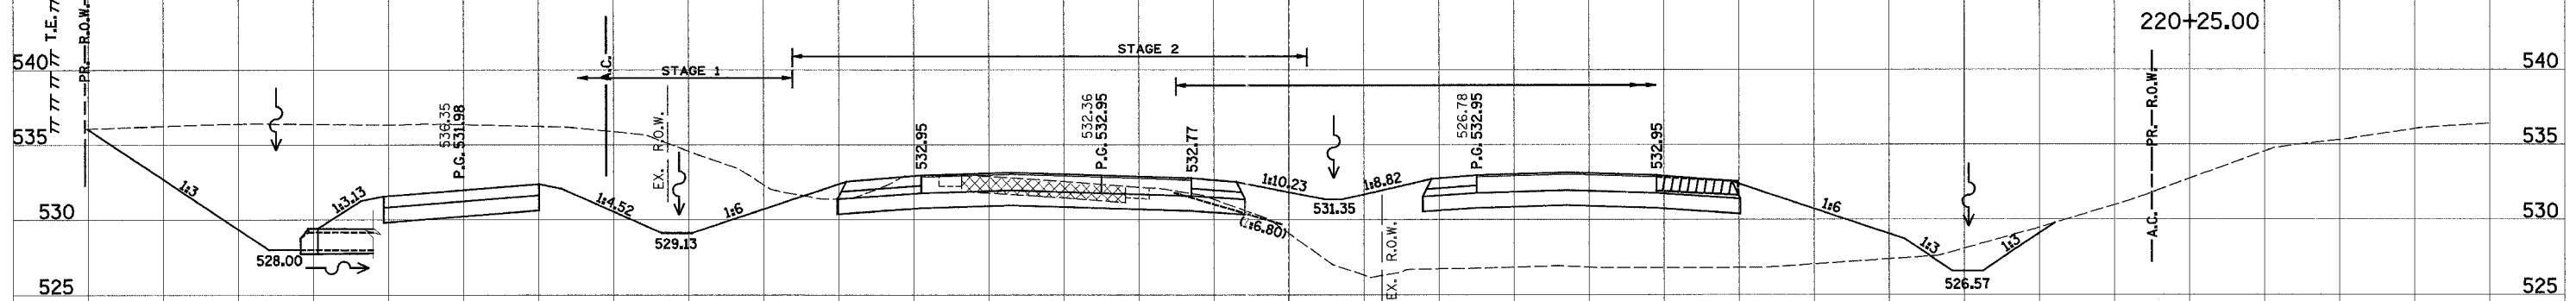 220+25.00
T.E.
PR. R.O.W.
A.C.
STAGE 2
STAGE 1
540
540
EX. R.O.W.
536.35
P.G. 531.98
532.95
532.36
P.G. 532.95
532.77
526.78
P.G. 532.95
532.95
A.C. PR. R.O.W.
535
535
1:3
1:3.13
1:4.52
1:6
1:10.23
1:8.82
1:6
530
530
531.35
(1:6.80)
529.13
528.00
EX. R.O.W.
1:3
1:3
526.57
525
525